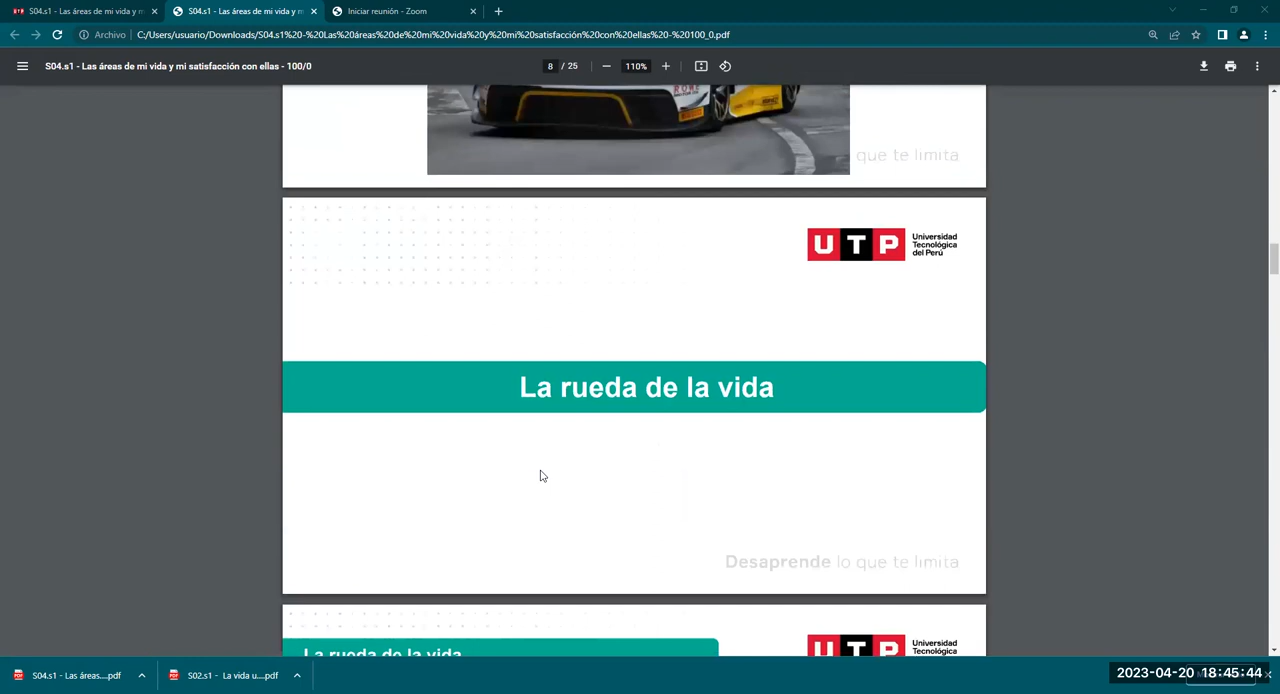 S04.s1 - Las áreas de mi vida y m
S04.s1 - Las áreas de mi vida y m
Iniciar reunión - Zoom
Archivo
C:/Users/usuario/Downloads/S04.s1%20-%20Las%20áreas%20de%20mi%20vida%20y%20mi%20satisfacción%20con%20ellas%20-%20100_0.pdf
S04.s1 - Las áreas de mi vida y mi satisfacción con ellas - 100/0
8 / 25
110%
que te limita
UTP
Universidad
Tecnológica
del Perú
La rueda de la vida
Desaprende lo que te limita
La rueda de la vida
UTP
Universidad
Tecnológica
S04.s1 - Las áreas....pdf
S02.s1 - La vida u....pdf
2023-04-20 18:45:44